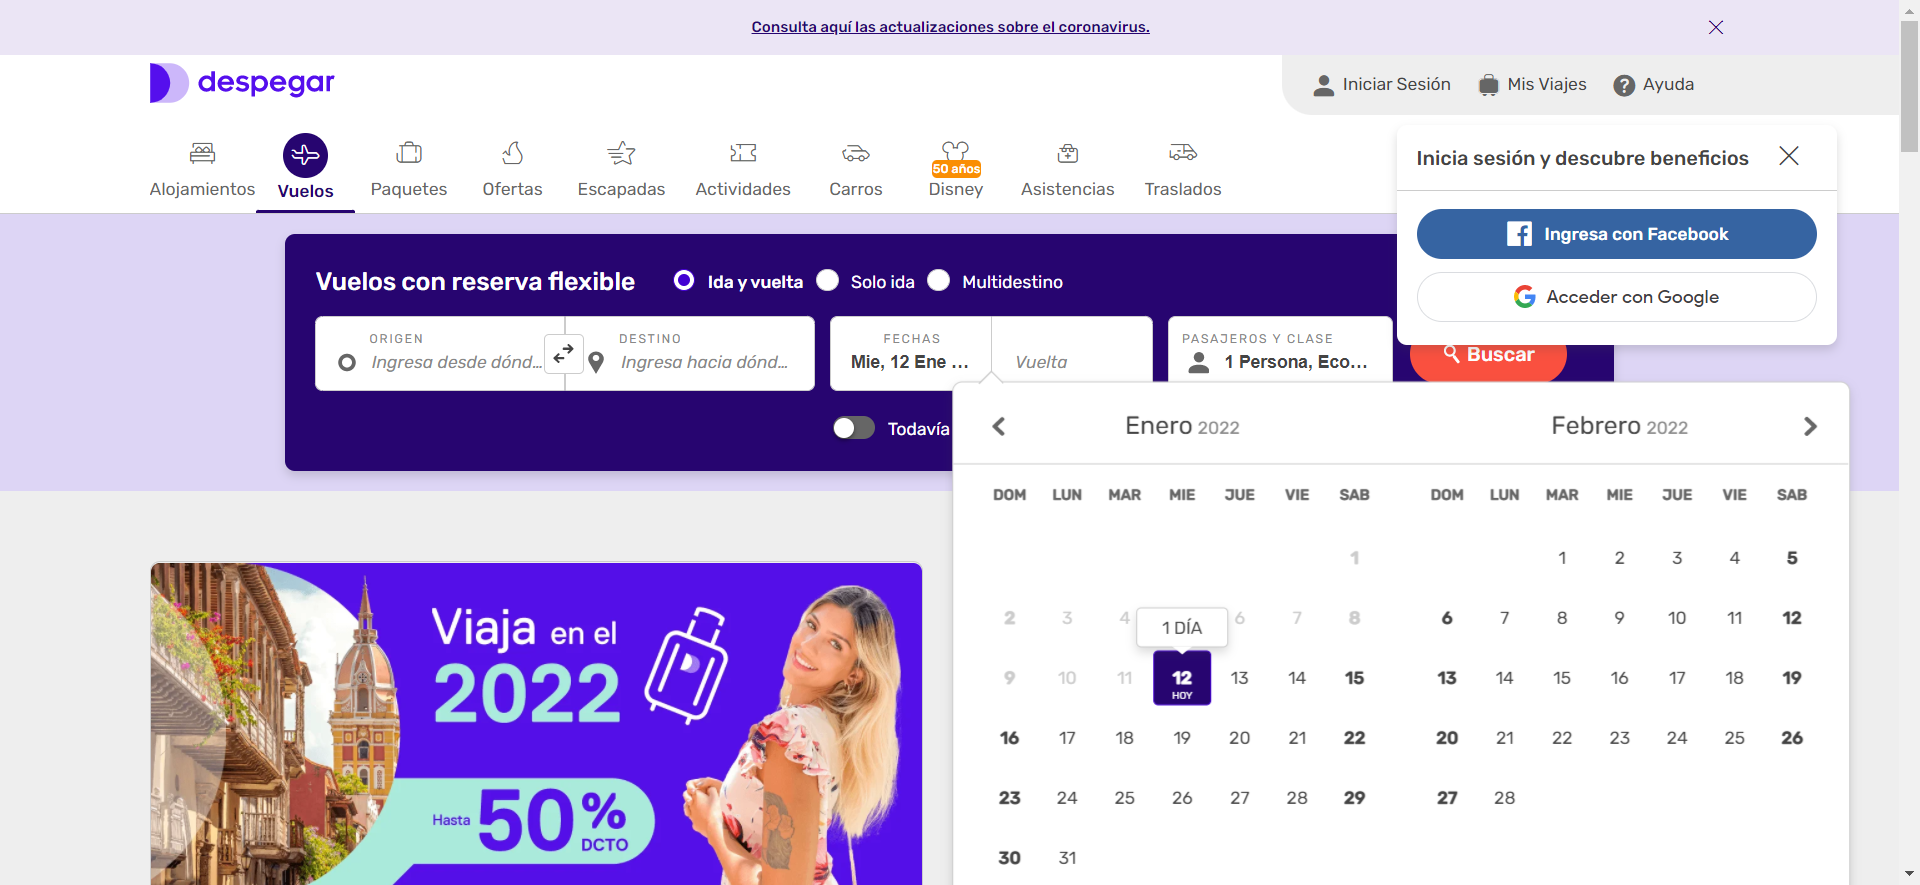 Consulta aquí las actualizaciones sobre el coronavirus.
despegar
Iniciar Sesión
Mis Viajes
Ayuda
Alojamientos
Vuelos
Paquetes
Ofertas
Escapadas
Actividades
Carros
50 años
Disney
Asistencias
Traslados
Inicia sesión y descubre beneficios
Ingresa con Facebook
Acceder con Google
Vuelos con reserva flexible
Ida y vuelta
Solo ida
Multidestino
ORIGEN
Ingresa desde dónd...
DESTINO
Ingresa hacia dónd...
FECHAS
Mie, 12 Ene ...
Vuelta
PASAJEROS Y CLASE
1 Persona, Eco...
Buscar
Todavía
Enero 2022
DOM LUN MAR MIE JUE VIE SAB
1
2 3 4 6 7 8
1 DÍA
9 10 11 12 13 14 15
HOY
16 17 18 19 20 21 22
23 24 25 26 27 28 29
30 31
Febrero 2022
DOM LUN MAR MIE JUE VIE SAB
1 2 3 4 5
6 7 8 9 10 11 12
13 14 15 16 17 18 19
20 21 22 23 24 25 26
27 28
Viaja en el
2022
Hasta 50%
DCTO